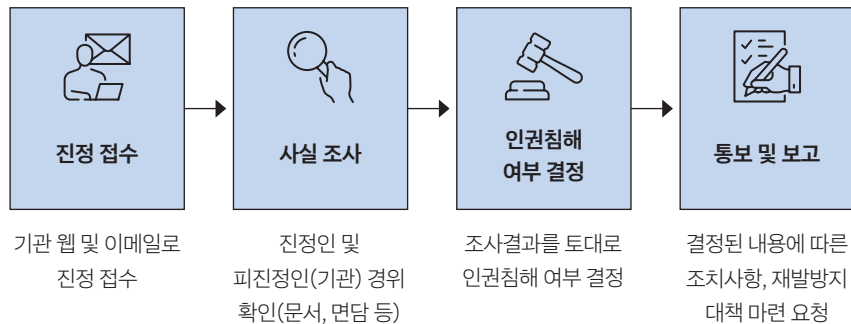 진정 접수
기관 웹 및 이메일로
진정 접수
사실 조사
진정인 및
피진정인(기관) 경위
확인(문서, 면담 등)
인권침해
여부 결정
조사결과를 토대로
인권침해 여부 결정
통보 및 보고
결정된 내용에 따른
조치사항, 재발방지
대책 마련 요청